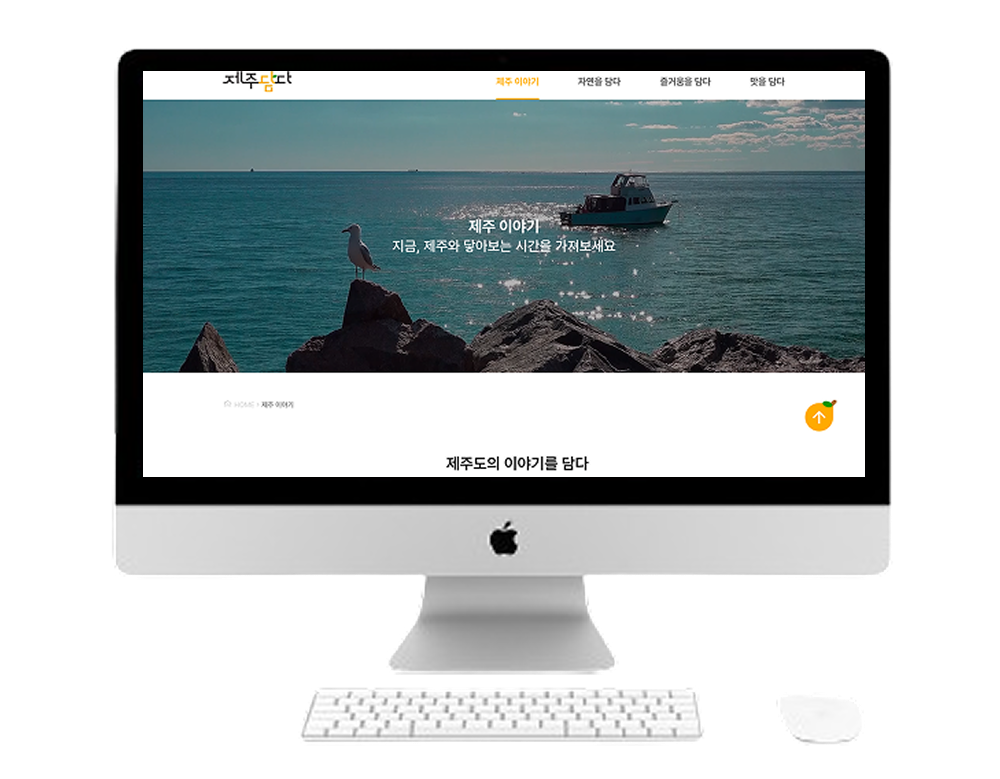 제주담다
제주 이야기 자연을 담다 즐거움을 담다 맛을 담다
제주 이야기
지금, 제주와 닿아보는 시간을 가져보세요
HOME > 제주 이야기
제주도의 이야기를 담다